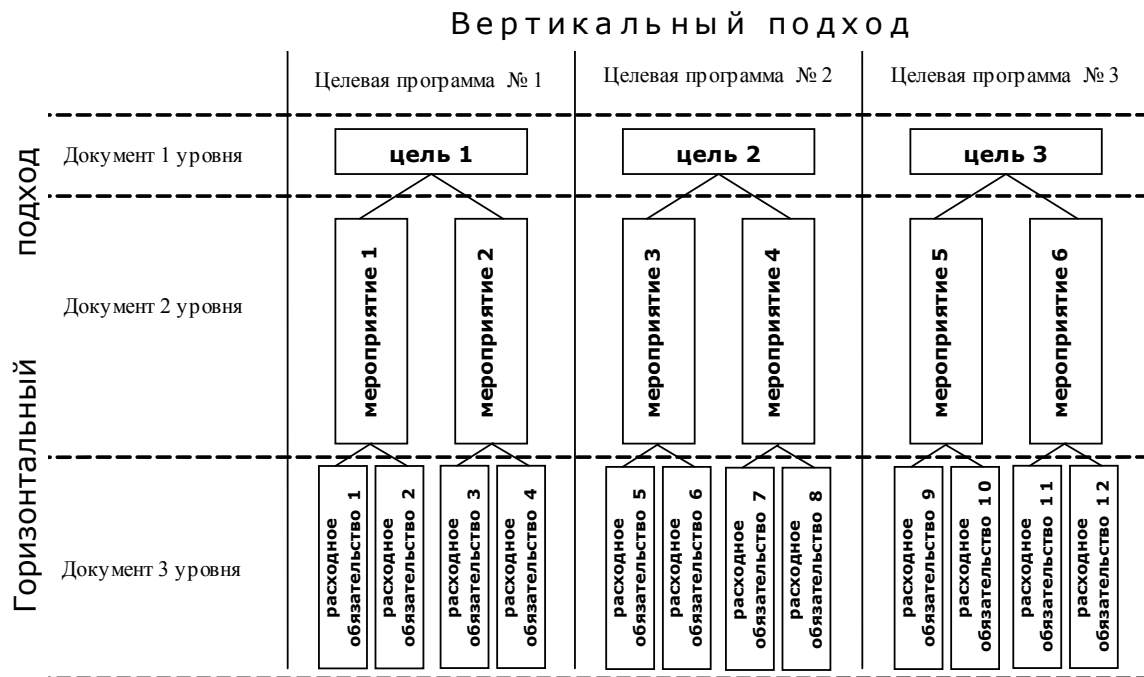 Вертикальный подход
Целевая программа № 1
Целевая программа № 2
Целевая программа № 3
Горизонтальный подход
Документ 1 уровня
цель 1
цель 2
цель 3
Документ 2 уровня
мероприятие 1
мероприятие 2
мероприятие 3
мероприятие 4
мероприятие 5
мероприятие 6
Документ 3 уровня
расходное
обязательство 1
расходное
обязательство 2
расходное
обязательство 3
расходное
обязательство 4
расходное
обязательство 5
расходное
обязательство 6
расходное
обязательство 7
расходное
обязательство 8
расходное
обязательство 9
расходное
обязательство 10
расходное
обязательство 11
расходное
обязательство 12